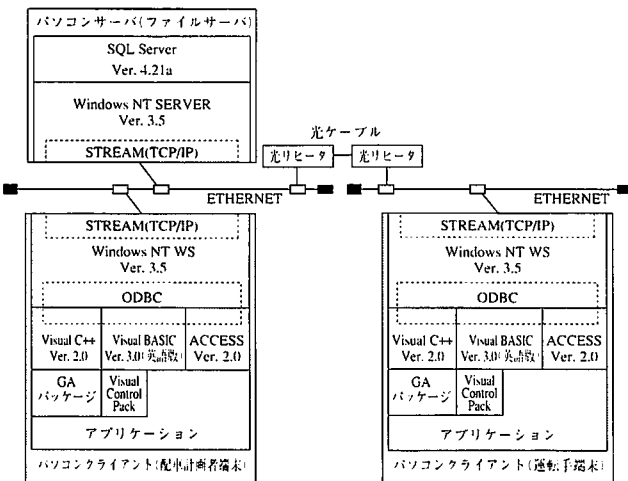 パソコンサーバ(ファイルサーバ)
SQL Server
Ver. 4.21a
Windows NT SERVER
Ver. 3.5
STREAM(TCP/IP)
光ケーブル
光リピータ
光リピータ
ETHERNET
ETHERNET
STREAM(TCP/IP)
Windows NT WS
Ver. 3.5
ODBC
Visual C++
Ver. 2.0
Visual BASIC
Ver. 3.0(英語版)
ACCESS
Ver. 2.0
GA
パッケージ
Visual
Control
Pack
アプリケーション
パソコンクライアント(配車計画者端末)
STREAM(TCP/IP)
Windows NT WS
Ver. 3.5
ODBC
Visual C++
Ver. 2.0
Visual BASIC
Ver. 3.0(英語版)
ACCESS
Ver. 2.0
GA
パッケージ
Visual
Control
Pack
アプリケーション
パソコンクライアント(運転手端末)